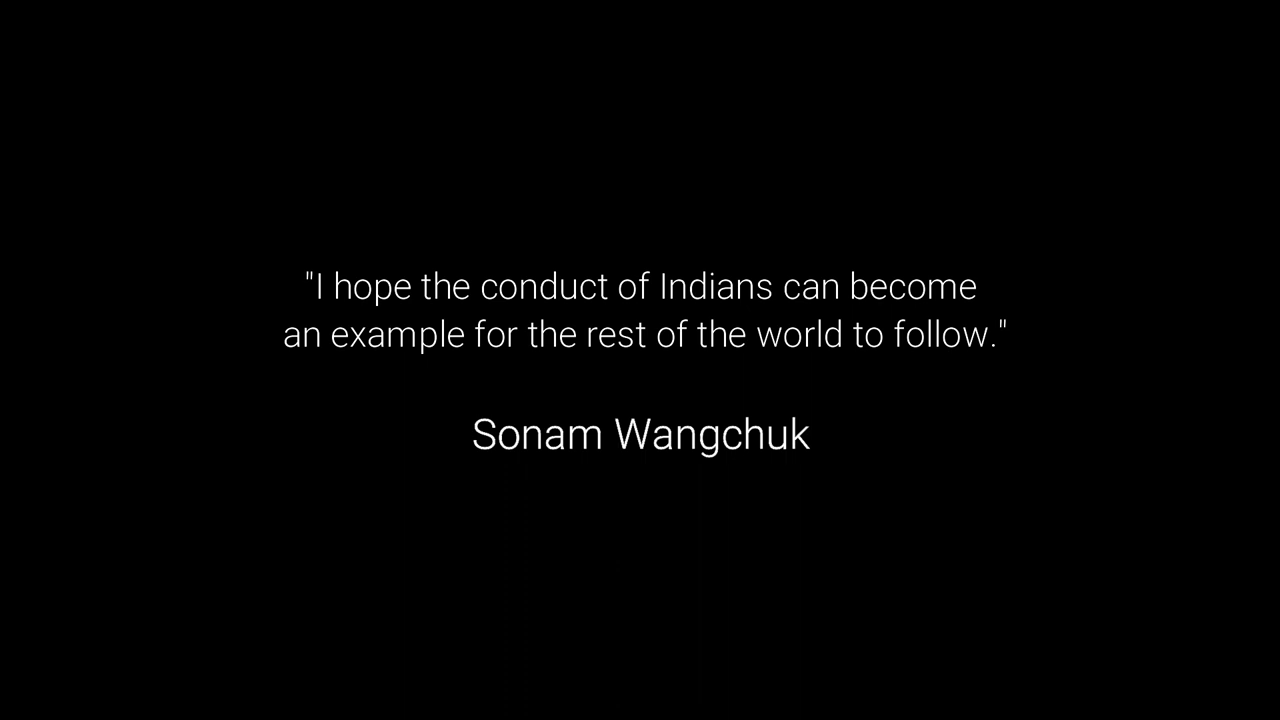 "I hope the conduct of Indians can become
an example for the rest of the world to follow."
Sonam Wangchuk